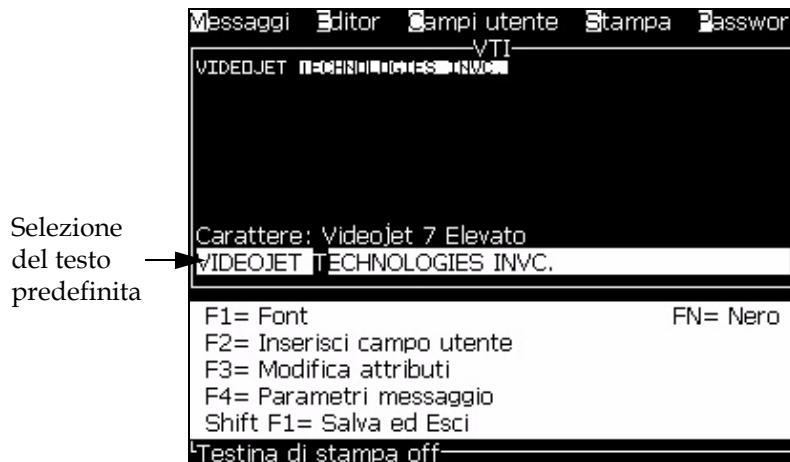 Messaggi Editor Campi utente Stampa Passwor
VTI
VIDEOJET TECHNOLOGIES INVC.
Carattere: Videojet 7 Elevato
Selezione
del testo
predefinita
VIDEOJET TECHNOLOGIES INVC.
F1= Font FN= Nero
F2= Inserisci campo utente
F3= Modifica attributi
F4= Parametri messaggio
Shift F1= Salva ed Esci
Testina di stampa off